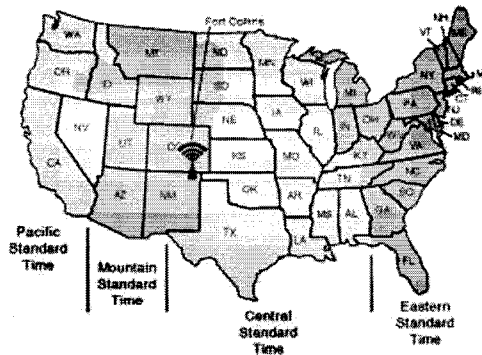 Fort Collins
NH
VT
ME
WA
MT
ND
MN
OR
ID
SD
WI
NY
MI
WY
CT
NJ
IA
PA
NE
DE
NV
IL
IN
OH
MD
UT
CO
VA
CA
KS
MO
KY
NC
TN
OK
AZ
NM
AR
SC
MS
AL
GA
TX
LA
FL
Pacific
Standard
Time
Mountain
Standard
Time
Central
Standard
Time
Eastern
Standard
Time